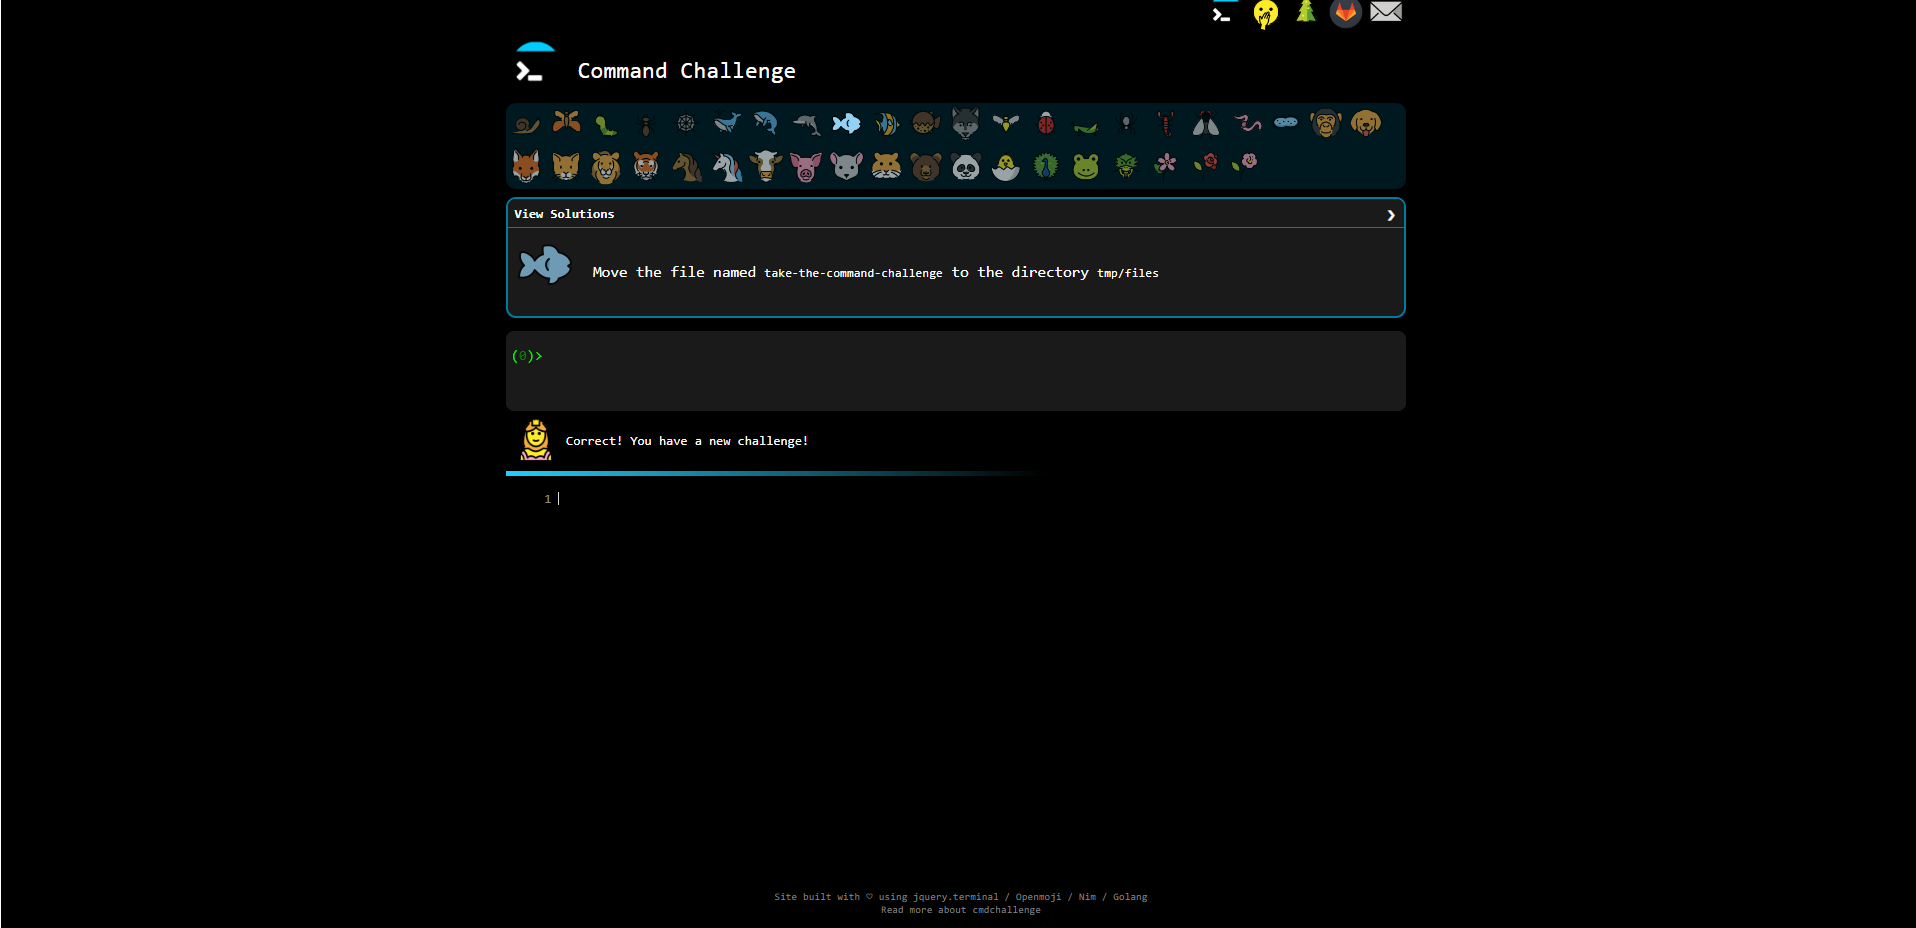 Command Challenge
View Solutions
Move the file named take-the-command-challenge to the directory tmp/files
(0)>
Correct! You have a new challenge!
1
Site built with ♡ using jquery.terminal / Openmoji / Nim / Golang
Read more about cmdchallenge